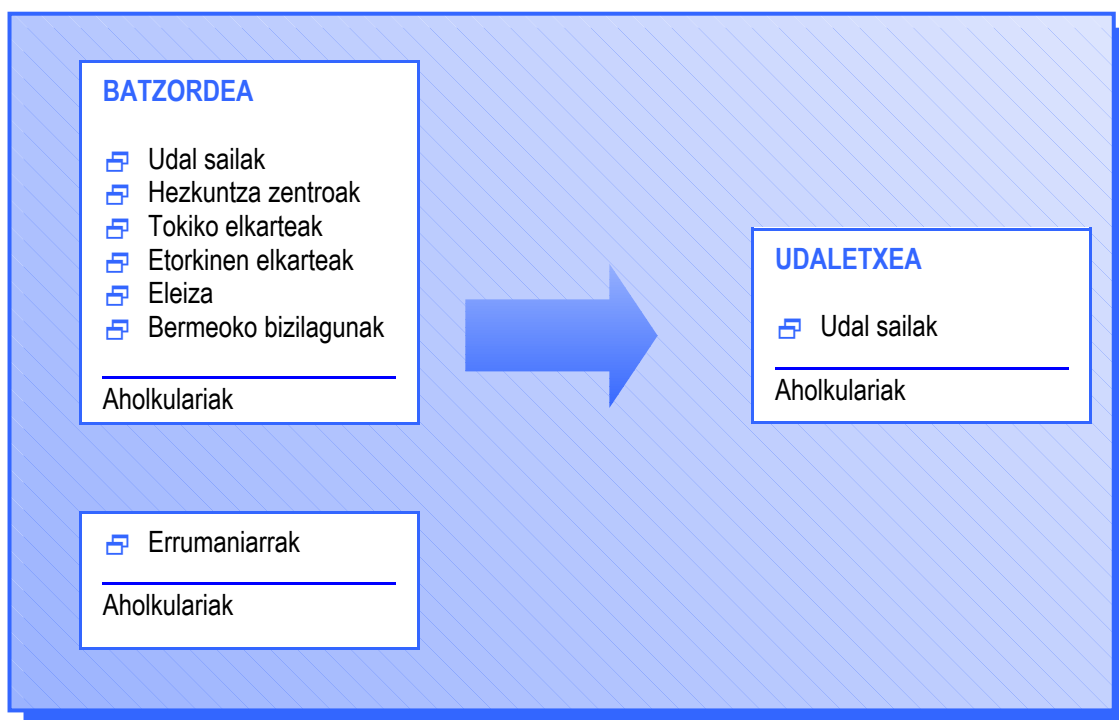 BATZORDEA
Udal sailak
Hezkuntza zentroak
Tokiko elkarteak
Etorkinen elkarteak
Eleiza
Bermeoko bizilagunak
Aholkulariak
Errumaniarrak
Aholkulariak
UDALETXEA
Udal sailak
Aholkulariak